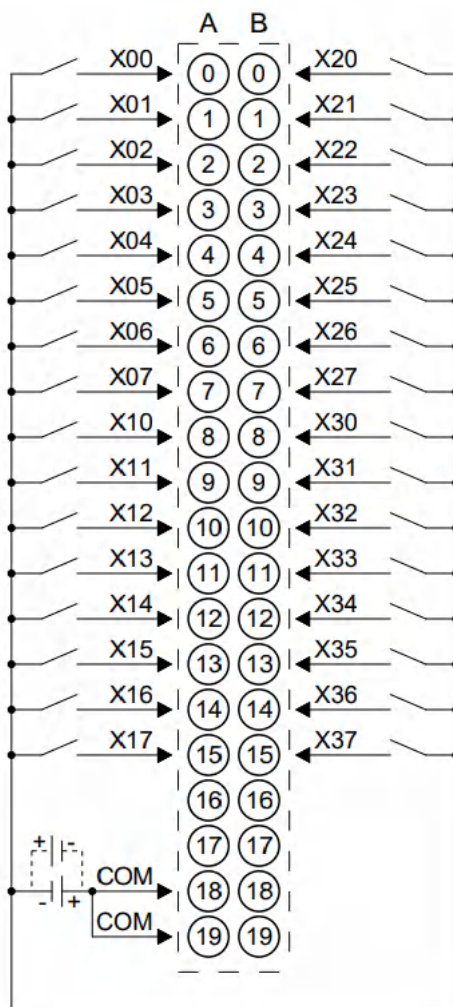 A B
X00 0 0 X20
X01 1 1 X21
X02 2 2 X22
X03 3 3 X23
X04 4 4 X24
X05 5 5 X25
X06 6 6 X26
X07 7 7 X27
X10 8 8 X30
X11 9 9 X31
X12 10 10 X32
X13 11 11 X33
X14 12 12 X34
X15 13 13 X35
X16 14 14 X36
X17 15 15 X37
16 16
+ - 17 17
- + COM 18 18
COM 19 19